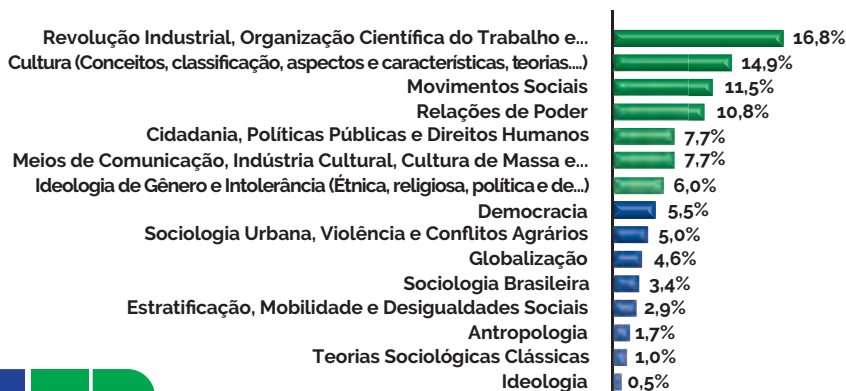 Revolução Industrial, Organização Científica do Trabalho e... 16,8%
Cultura (Conceitos, classificação, aspectos e características, teorias....) 14,9%
Movimentos Sociais 11,5%
Relações de Poder 10,8%
Cidadania, Políticas Públicas e Direitos Humanos 7,7%
Meios de Comunicação, Indústria Cultural, Cultura de Massa e... 7,7%
Ideologia de Gênero e Intolerância (Étnica, religiosa, política e de...) 6,0%
Democracia 5,5%
Sociologia Urbana, Violência e Conflitos Agrários 5,0%
Globalização 4,6%
Sociologia Brasileira 3,4%
Estratificação, Mobilidade e Desigualdades Sociais 2,9%
Antropologia 1,7%
Teorias Sociológicas Clássicas 1,0%
Ideologia 0,5%